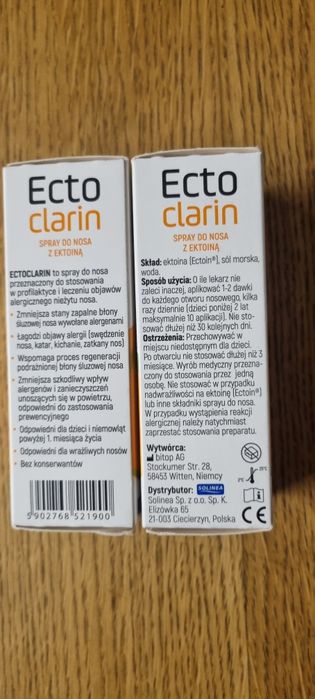 Ecto
clarin
SPRAY DO NOSA
Z EKTOINĄ
ECTOCLARIN to spray do nosa
przeznaczony do stosowania
w profilaktyce i leczeniu objawów
alergicznego nieżytu nosa.
• Zmniejsza stany zapalne błony
śluzowej nosa wywołane alergenami
• Łagodzi objawy alergii (swędzenie
nosa, katar, kichanie, zatkany nos)
• Wspomaga proces regeneracji
podrażnionej błony śluzowej nosa
• Zmniejsza szkodliwy wpływ
alergenów i zanieczyszczeń
unoszących się w powietrzu,
odpowiedni do zastosowania
prewencyjnego
• Odpowiedni dla dzieci i niemowląt
powyżej 1. miesiąca życia
• Odpowiedni dla wrażliwych nosów
• Bez konserwantów
5 902768 521900
Ecto
clarin
SPRAY DO NOSA
Z EKTOINĄ
Skład: ektoina (Ectoin®), sól morska,
woda.
Sposób użycia: O ile lekarz nie
zaleci inaczej, aplikować 1-2 dawki
do każdego otworu nosowego, kilka
razy dziennie (dzieci poniżej 2 lat
maksymalnie 10 aplikacji). Nie sto-
sować dłużej niż 30 kolejnych dni.
Ostrzeżenia: Przechowywać w
miejscu niedostępnym dla dzieci.
Po otwarciu nie stosować dłużej niż 3
miesiące. Wyrób medyczny przezna-
czony do stosowania przez jedną
osobę. Nie stosować w przypadku
nadwrażliwości na ektoinę (Ectoin®)
lub inne składniki sprayu do nosa.
W przypadku wystąpienia reakcji
alergicznej należy natychmiast
zaprzestać stosowania preparatu.
Wytwórca:
bitop AG
Stockumer Str. 28,
58453 Witten, Niemcy
2°C 25°C
Dystrybutor: SOLINEA
Solinea Sp. z o.o. Sp. K.
Elizówka 65
21-003 Ciecierzyn, Polska
CE